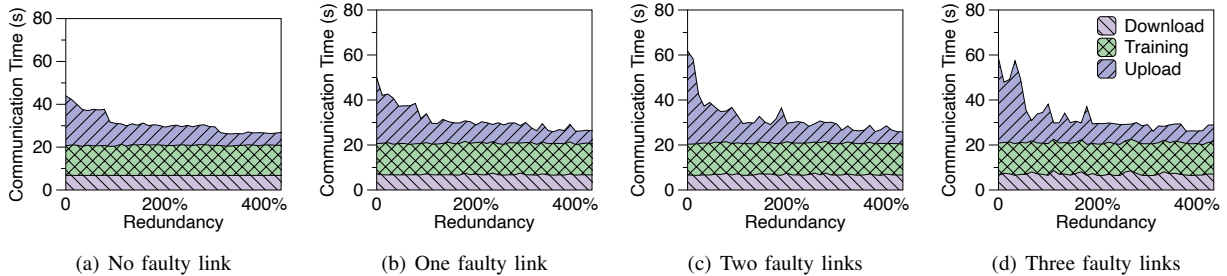 Communication Time (s)
80
60
40
20
0
0
200%
400%
Redundancy
(a) No faulty link
Communication Time (s)
80
60
40
20
0
0
200%
400%
Redundancy
(b) One faulty link
Communication Time (s)
80
60
40
20
0
0
200%
400%
Redundancy
(c) Two faulty links
Communication Time (s)
80
60
40
20
0
0
200%
400%
Redundancy
Download
Training
Upload
(d) Three faulty links